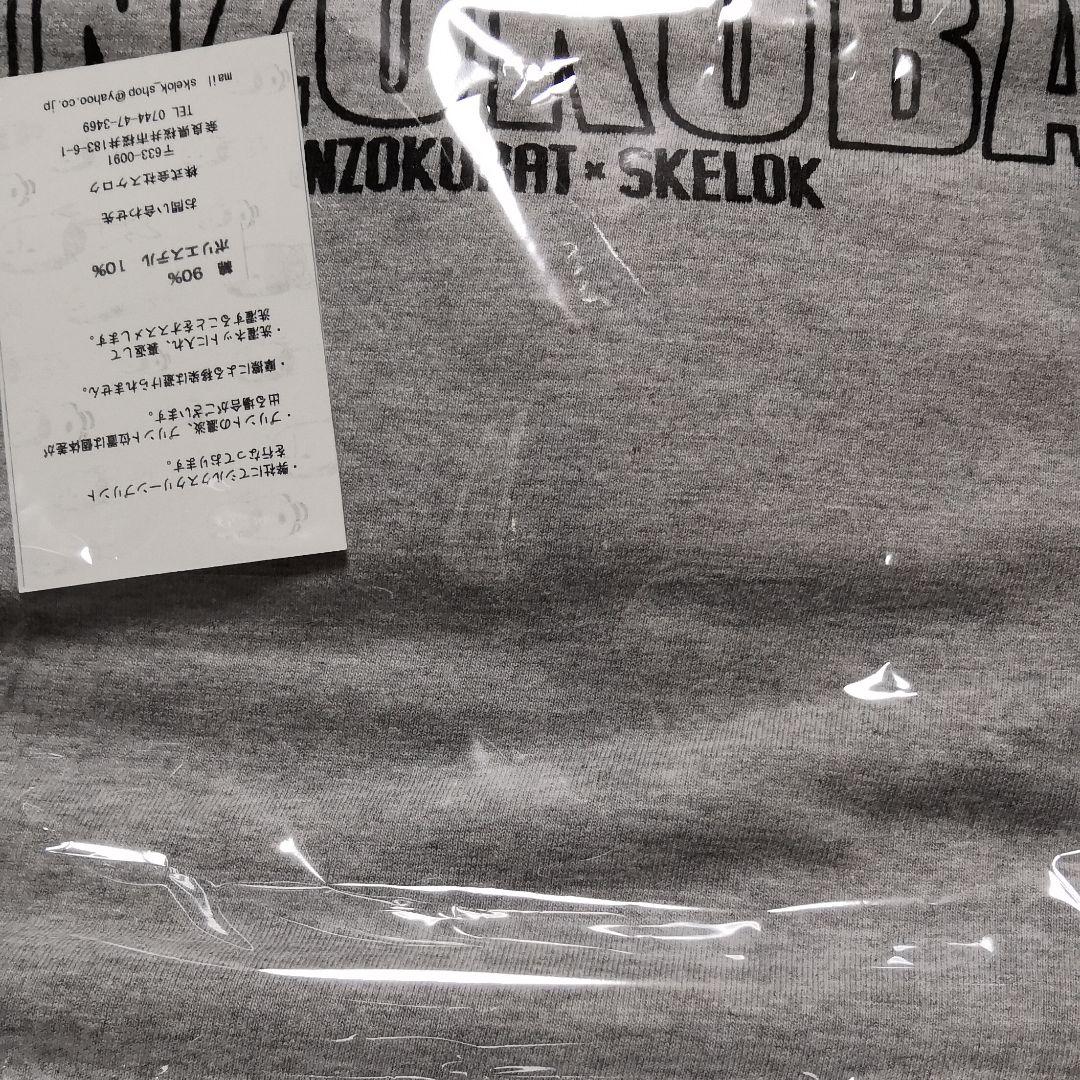 NZOKUBA
NZOKUBAT × SKELOK
・弊社にてシルクスクリーンプリント
を行なっております。
・プリントの濃淡、プリント位置は個体差が
出る場合がございます。
・摩擦による移染は避けられません。
・洗濯ネットに入れ、裏返して
洗濯することをオススメします。
綿 90%
ポリエステル 10%
お問い合わせ先
株式会社スケロク
〒633-0091
奈良県桜井市桜井183-6-1
TEL 0744-47-3469
mail skelok_shop@yahoo.co.jp